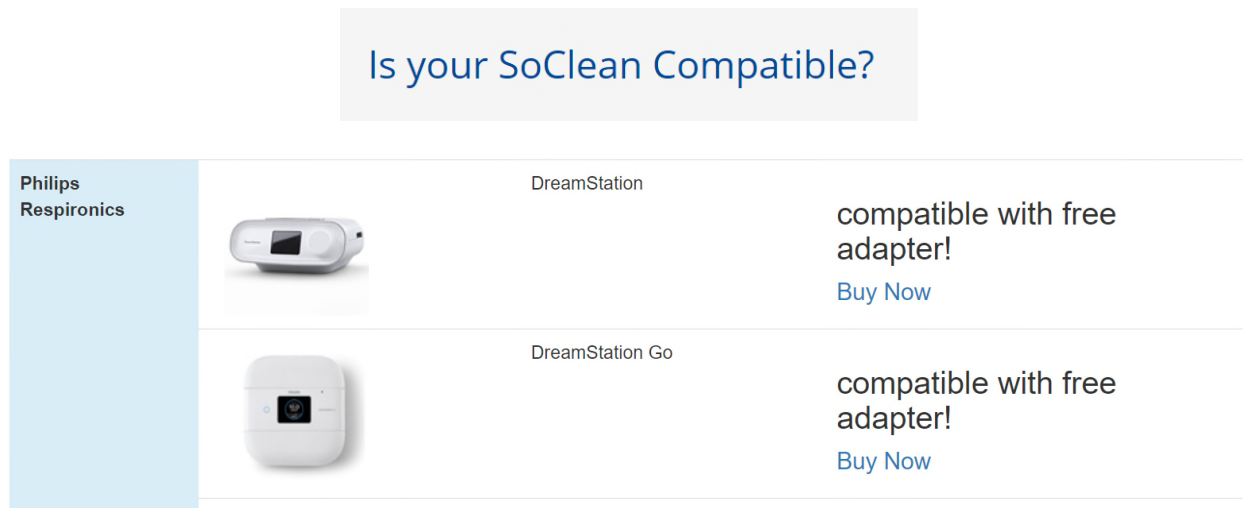 Is your SoClean Compatible?
Philips
Respironics
DreamStation
compatible with free
adapter!
Buy Now
DreamStation Go
compatible with free
adapter!
Buy Now